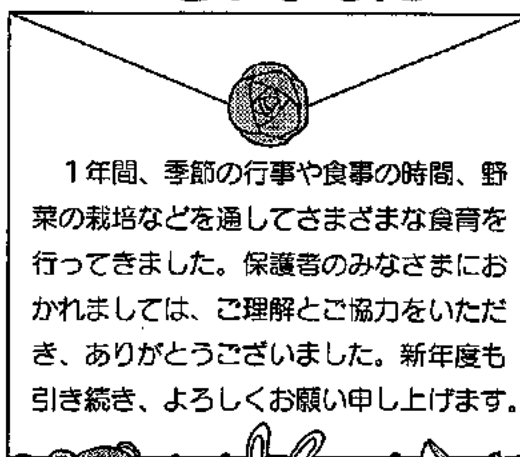 1年間、季節の行事や食事の時間、野
菜の栽培などを通してさまざまな食育を
行ってきました。保護者のみなさまにお
かれましては、ご理解とご協力をいただ
き、ありがとうございました。新年度も
引き続き、よろしくお願い申し上げます。